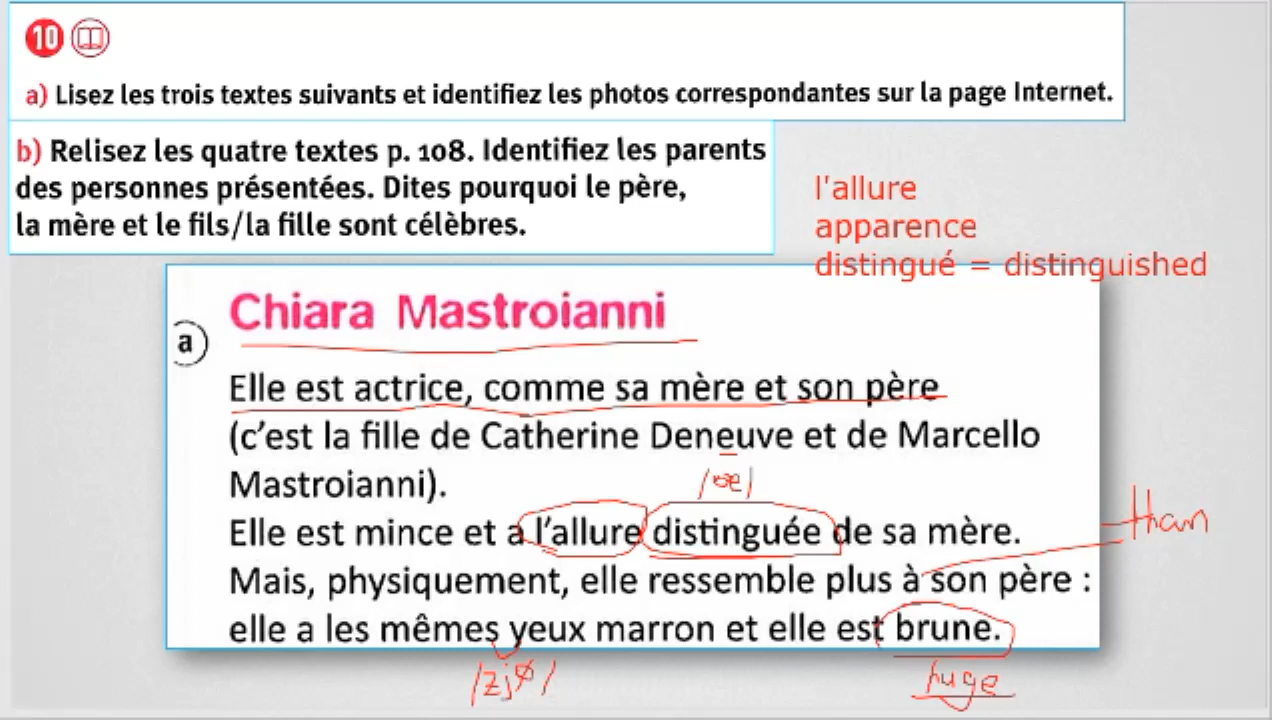 10
a) Lisez les trois textes suivants et identifiez les photos correspondantes sur la page Internet.
b) Relisez les quatre textes p. 108. Identifiez les parents
des personnes présentées. Dites pourquoi le père,
la mère et le fils/la fille sont célèbres.
l'allure
apparence
distingué = distinguished
Chiara Mastroianni
a
Elle est actrice, comme sa mère et son père
(c'est la fille de Catherine Deneuve et de Marcello
Mastroianni).
/œ/
Elle est mince et a l'allure distinguée de sa mère.
than
Mais, physiquement, elle ressemble plus à son père :
elle a les mêmes yeux marron et elle est brune.
/zjø/
huge